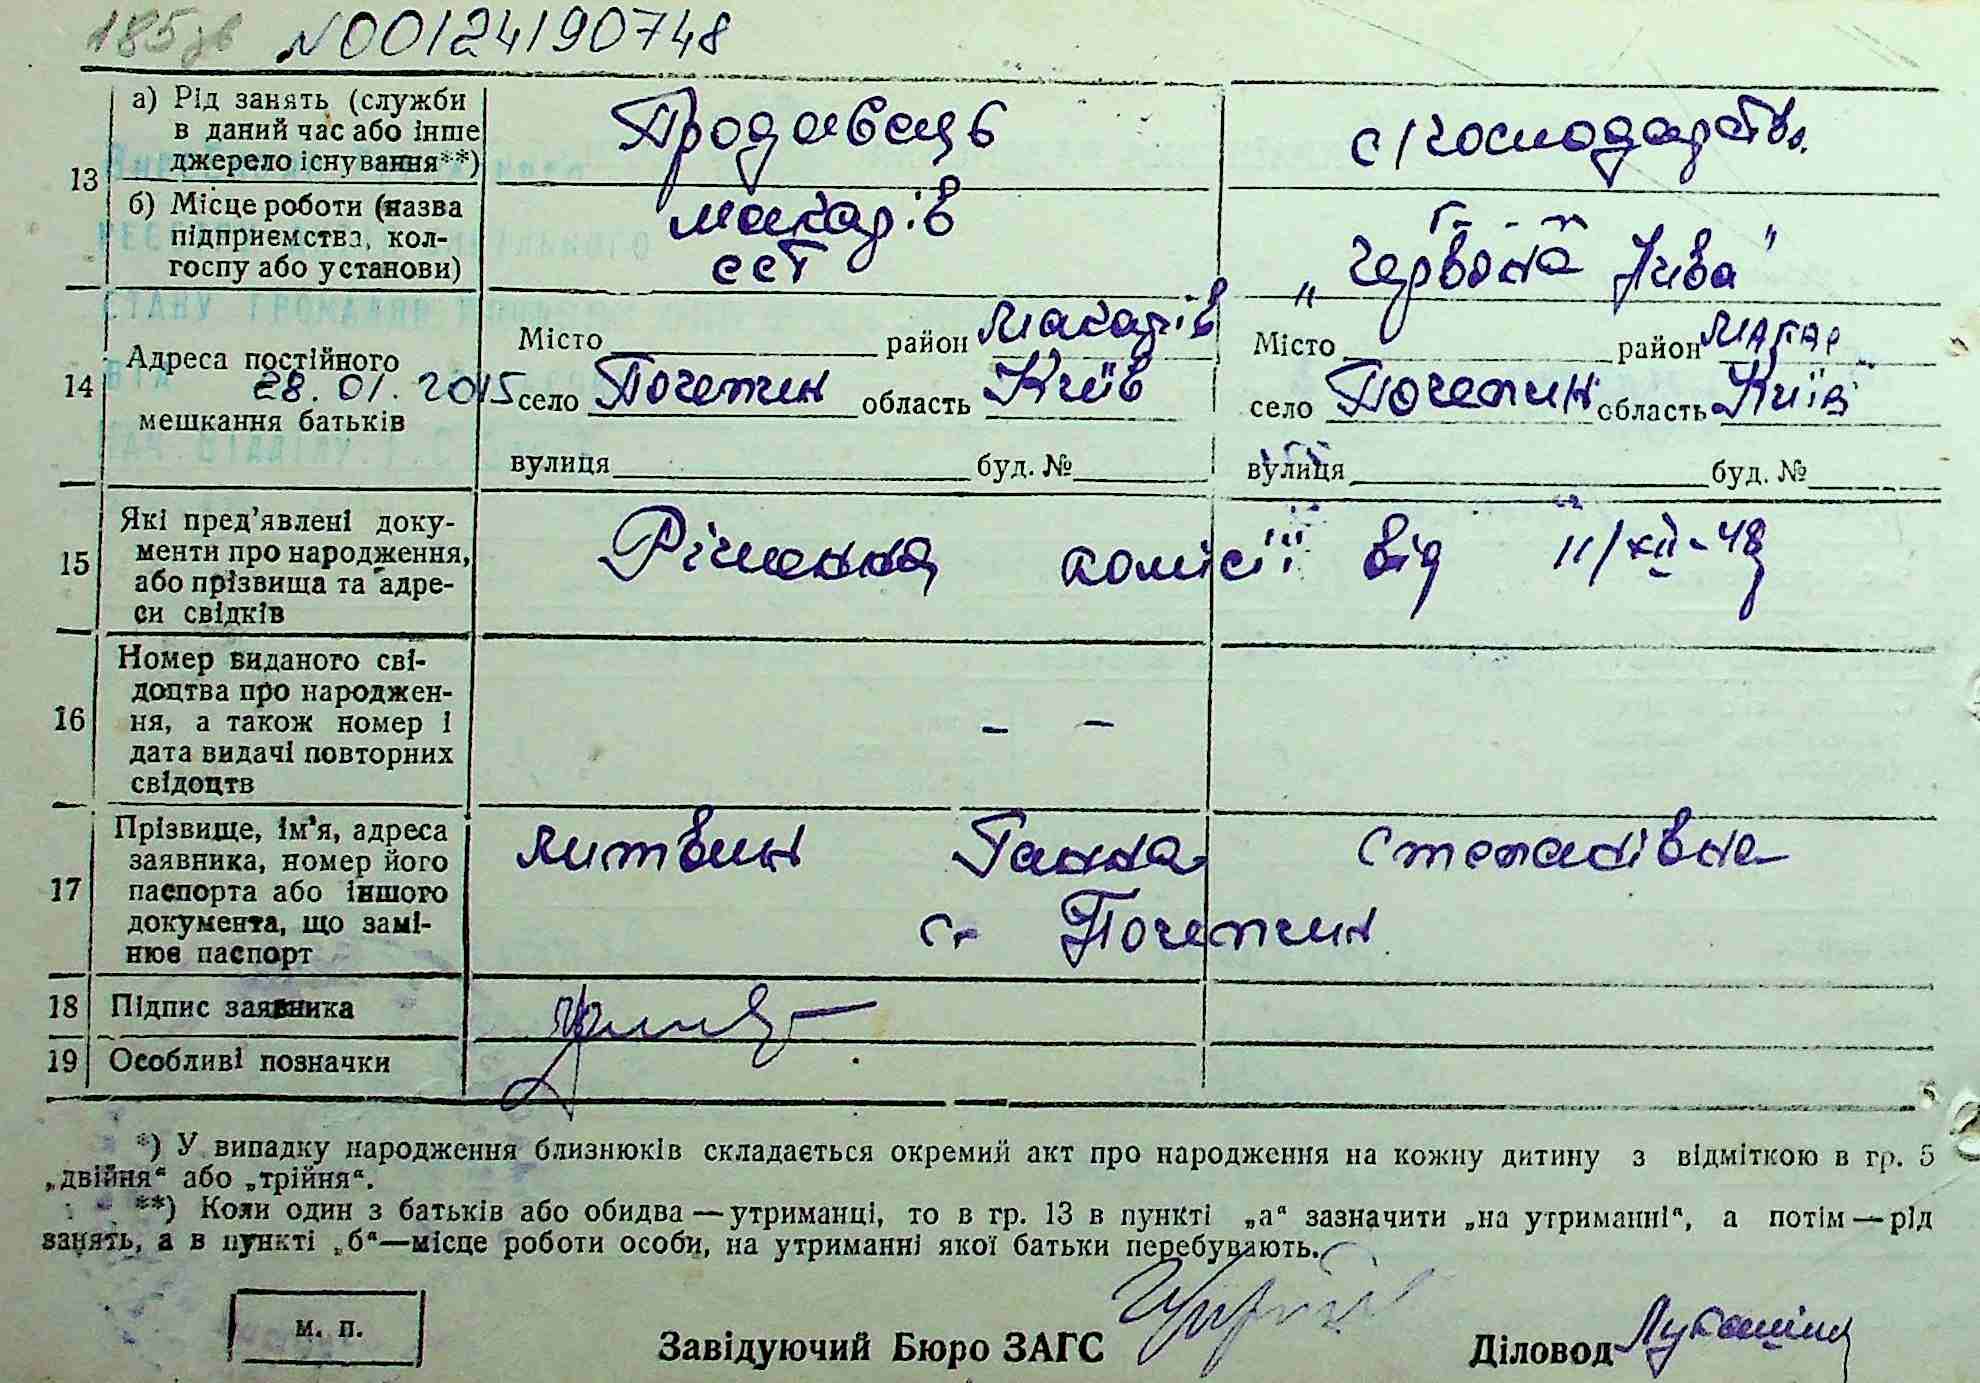 185зв №00124190748
13 а) Рід занять (служби в даний час або інше джерело існування**) Продавець с/господарство.
б) Місце роботи (назва підприємства, колгоспу або установи) Макарів ССТ „Червона Нива"
14 Адреса постійного мешкання батьків 28.01.2015
Місто район Макарів Місто район Макар
село Почепин область Київ село Почепин область Київ
вулиця буд. № вулиця буд. №
15 Які пред'явлені документи про народження, або прізвища та адреси свідків Рішення комісії від 11/XII-48
16 Номер виданого свідоцтва про народження, а також номер і дата видачі повторних свідоцтв - -
17 Прізвище, ім'я, адреса заявника, номер його паспорта або іншого документа, що замінює паспорт Литвин Ганна Степанівна
с. Почепин
18 Підпис заявника
19 Особливі позначки
*) У випадку народження близнюків складається окремий акт про народження на кожну дитину з відміткою в гр. 5
„двійня“ або „трійня“.
**) Коли один з батьків або обидва — утриманці, то в гр. 13 в пункті „а“ зазначити „на утриманні“, а потім — рід
занять, а в пункті „б“—місце роботи особи, на утриманні якої батьки перебувають.
м. п.
Завідуючий Бюро ЗАГС Діловод